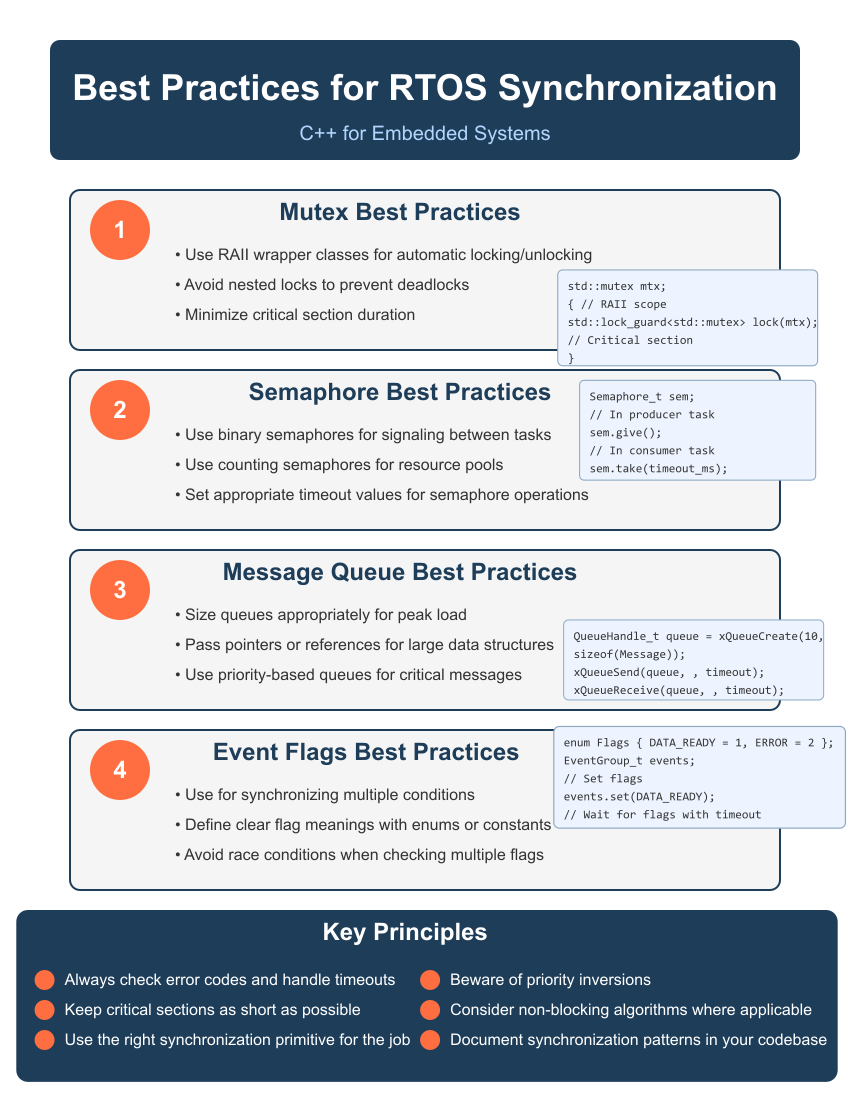 Best Practices for RTOS Synchronization
C++ for Embedded Systems
1
Mutex Best Practices
• Use RAII wrapper classes for automatic locking/unlocking
• Avoid nested locks to prevent deadlocks
• Minimize critical section duration
std::mutex mtx;
{ // RAII scope
std::lock_guard<std::mutex> lock(mtx);
// Critical section
}
2
Semaphore Best Practices
• Use binary semaphores for signaling between tasks
• Use counting semaphores for resource pools
• Set appropriate timeout values for semaphore operations
Semaphore_t sem;
// In producer task
sem.give();
// In consumer task
sem.take(timeout_ms);
3
Message Queue Best Practices
• Size queues appropriately for peak load
• Pass pointers or references for large data structures
• Use priority-based queues for critical messages
QueueHandle_t queue = xQueueCreate(10,
sizeof(Message));
xQueueSend(queue, , timeout);
xQueueReceive(queue, , timeout);
4
Event Flags Best Practices
• Use for synchronizing multiple conditions
• Define clear flag meanings with enums or constants
• Avoid race conditions when checking multiple flags
enum Flags { DATA_READY = 1, ERROR = 2 };
EventGroup_t events;
// Set flags
events.set(DATA_READY);
// Wait for flags with timeout
Key Principles
Always check error codes and handle timeouts
Keep critical sections as short as possible
Use the right synchronization primitive for the job
Beware of priority inversions
Consider non-blocking algorithms where applicable
Document synchronization patterns in your codebase